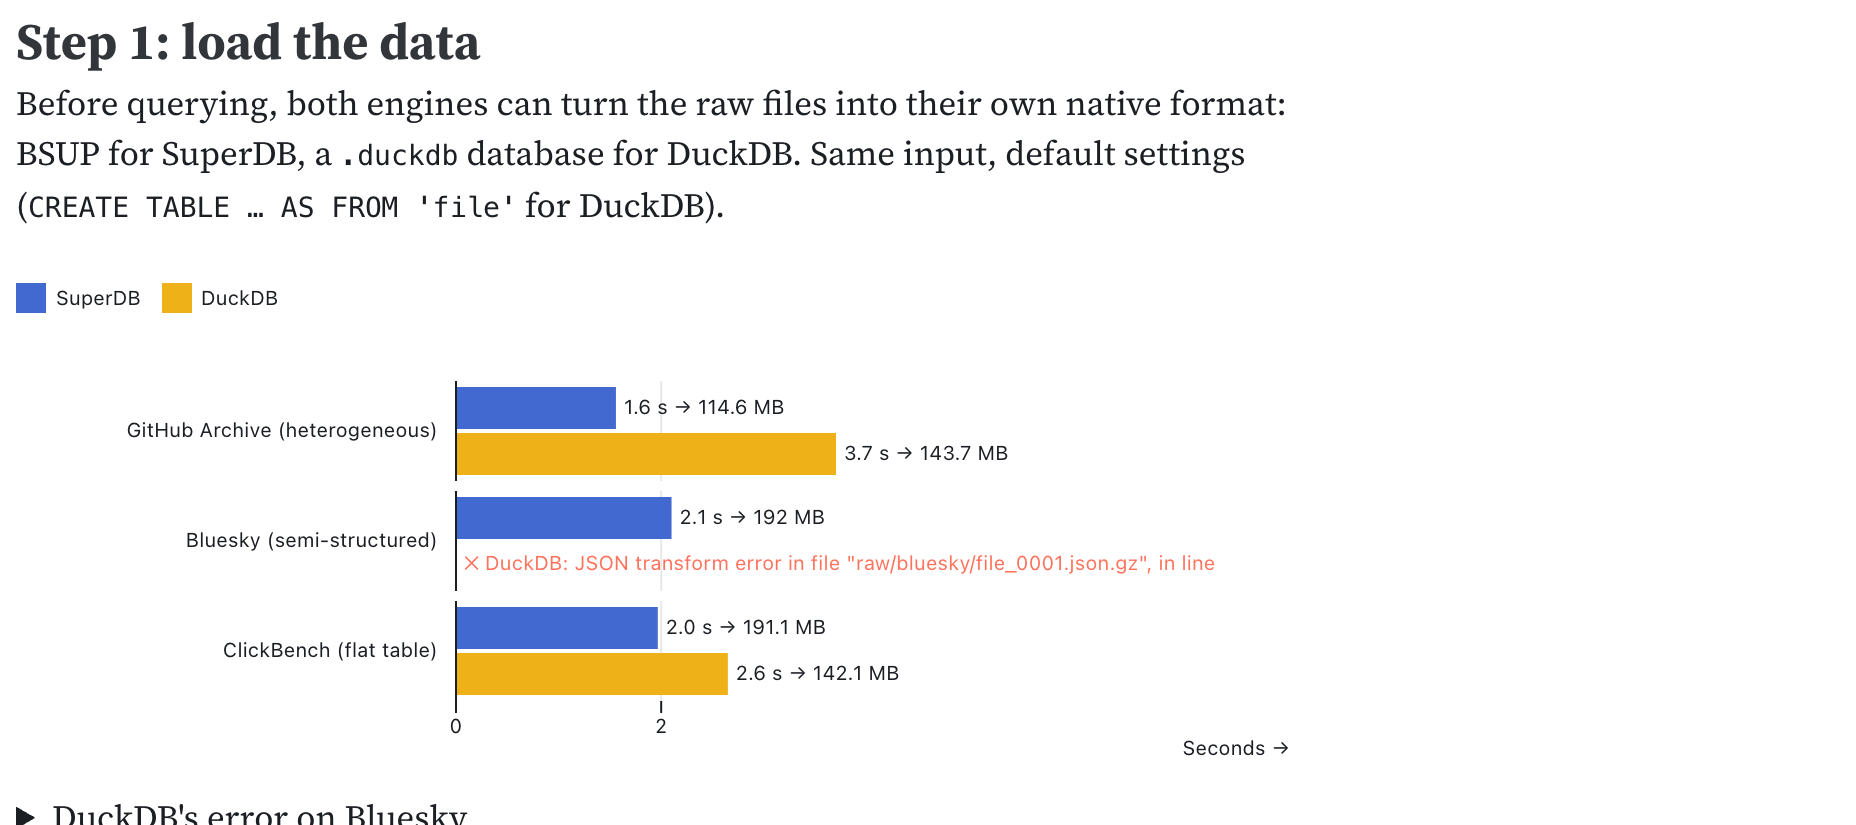 Step 1: load the data
Before querying, both engines can turn the raw files into their own native format:
BSUP for SuperDB, a .duckdb database for DuckDB. Same input, default settings
(CREATE TABLE … AS FROM 'file' for DuckDB).
SuperDB DuckDB
GitHub Archive (heterogeneous)
1.6 s → 114.6 MB
3.7 s → 143.7 MB
Bluesky (semi-structured)
2.1 s → 192 MB
× DuckDB: JSON transform error in file "raw/bluesky/file_0001.json.gz", in line
ClickBench (flat table)
2.0 s → 191.1 MB
2.6 s → 142.1 MB
0 2
Seconds →
▶ DuckDB's error on Bluesky